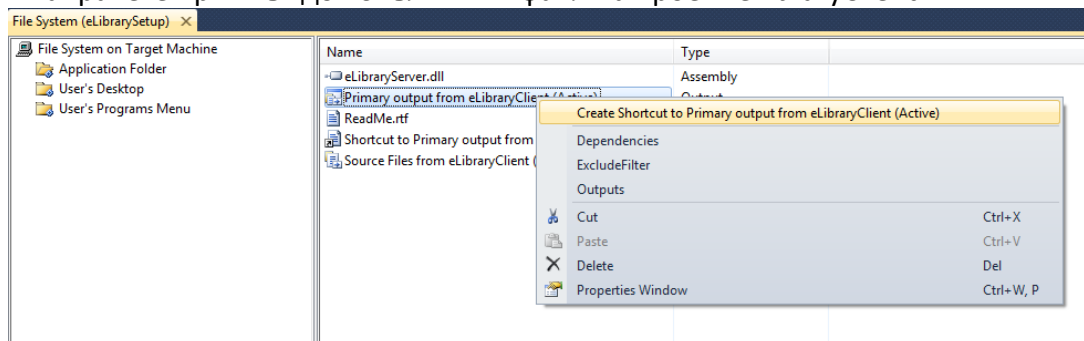 File System (eLibrarySetup)
File System on Target Machine
Application Folder
User's Desktop
User's Programs Menu
Name Type
eLibraryServer.dll Assembly
Primary output from eLibraryClient (Active) Output
ReadMe.rtf
Shortcut to Primary output from
Source Files from eLibraryClient (
Create Shortcut to Primary output from eLibraryClient (Active)
Dependencies
ExcludeFilter
Outputs
Cut Ctrl+X
Paste Ctrl+V
Delete Del
Properties Window Ctrl+W, P